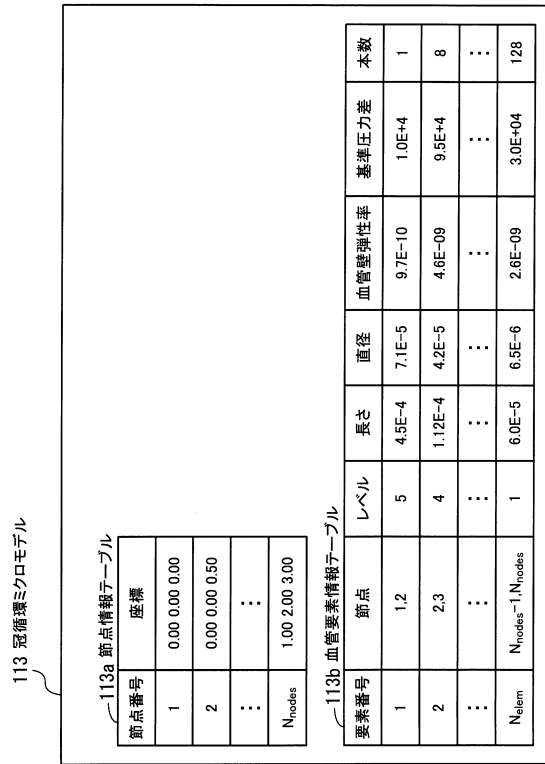 113 冠循環ミクロモデル
113a 節点情報テーブル
節点番号 座標
1 0.00 0.00 0.00
2 0.00 0.00 0.50
⋮ ⋮
Nnodes 1.00 2.00 3.00
113b 血管要素情報テーブル
要素番号 節点 レベル 長さ 直径 血管壁弾性率 基準圧力差 本数
1 1,2 5 4.5E-4 7.1E-5 9.7E-10 1.0E+4 1
2 2,3 4 1.12E-4 4.2E-5 4.6E-09 9.5E+4 8
⋮ ⋮ ⋮ ⋮ ⋮ ⋮ ⋮ ⋮
Nelem Nnodes-1,Nnodes 1 6.0E-5 6.5E-6 2.6E-09 3.0E+04 128